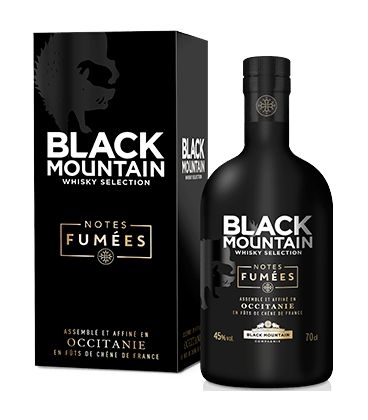 BLACK
MOUNTAIN
WHISKY SELECTION
NOTES
FUMÉES
ASSEMBLÉ ET AFFINÉ EN
OCCITANIE
EN FÛTS DE CHÊNE DE FRANCE
BLACK
MOUNTAIN
WHISKY SELECTION
NOTES
FUMÉES
ASSEMBLÉ ET AFFINÉ EN
OCCITANIE
EN FÛTS DE CHÊNE DE FRANCE
45%vol.
BLACK MOUNTAIN
COMPAGNIE
70cl